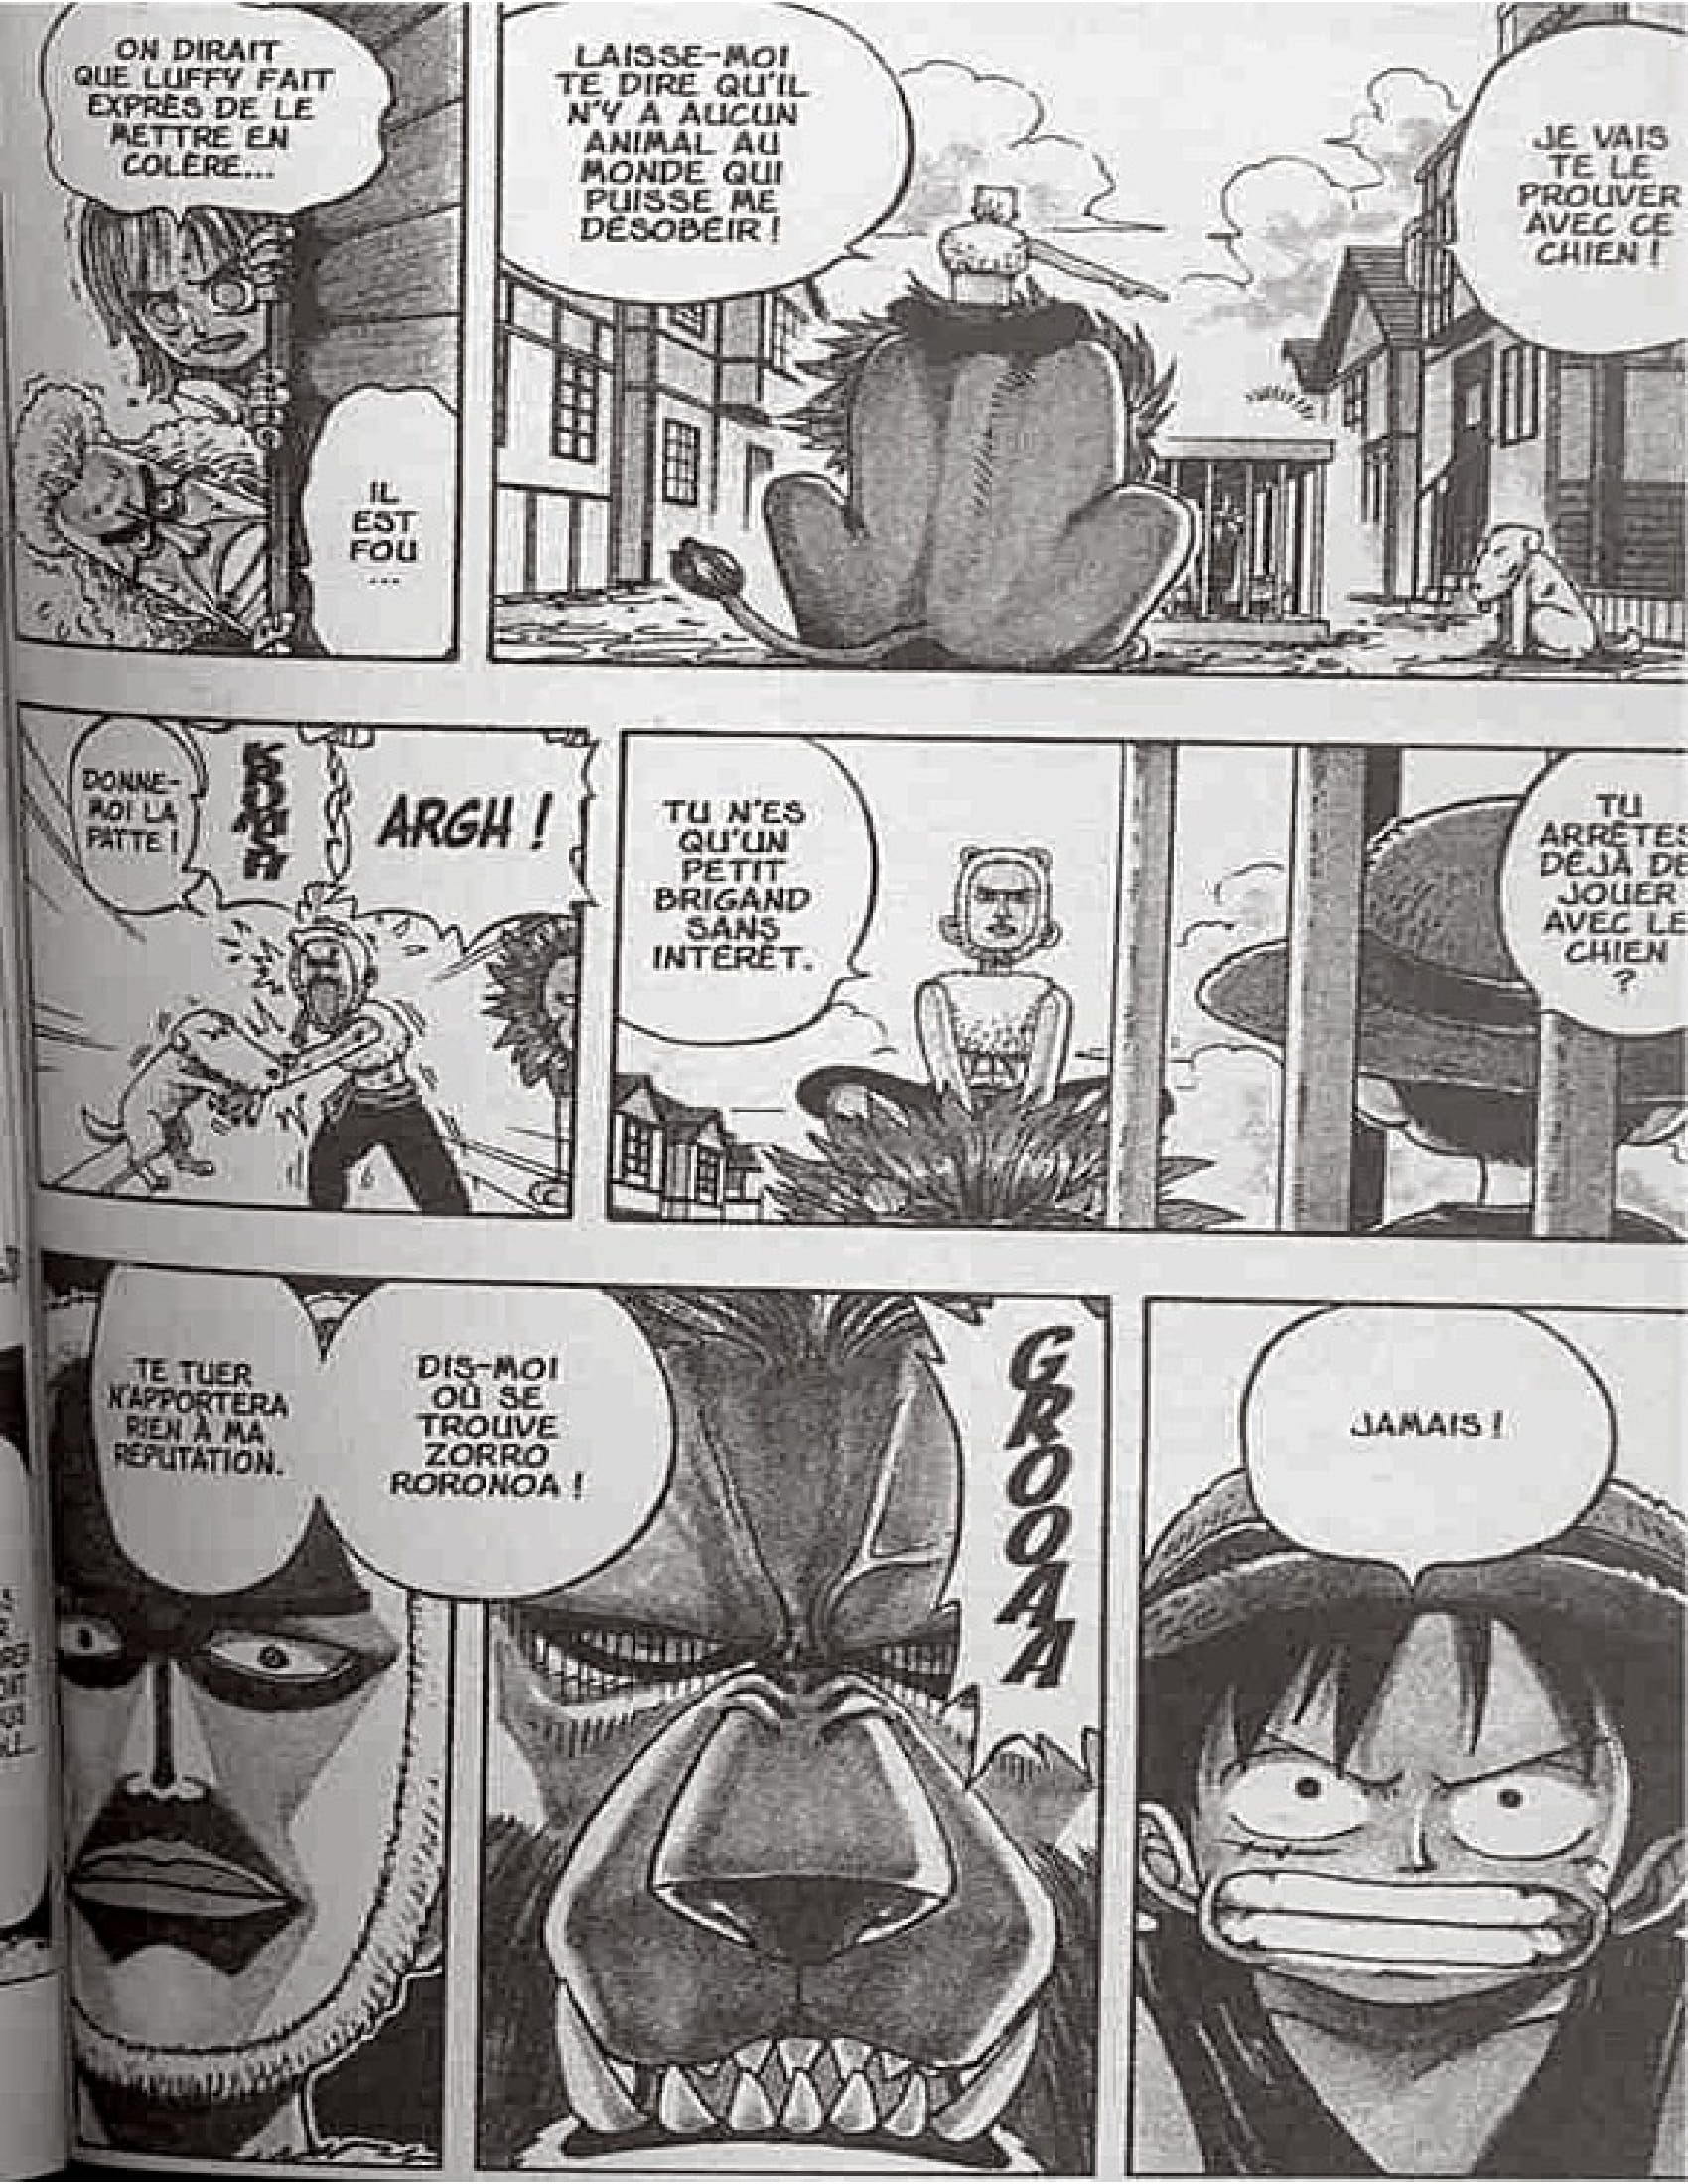 ON DIRAIT
QUE LUFFY FAIT
EXPRÈS DE LE
METTRE EN
COLÈRE...
IL
EST
FOU
...
LAISSE-MOI
TE DIRE QU'IL
N'Y A AUCUN
ANIMAL AU
MONDE QUI
PUISSE ME
DÉSOBÉIR !
JE VAIS
TE LE
PROUVER
AVEC CE
CHIEN !
DONNE-
MOI LA
PATTE !
ARGH !
TU N'ES
QU'UN
PETIT
BRIGAND
SANS
INTÉRÊT.
TU
ARRÊTES
DÉJÀ DE
JOUER
AVEC LE
CHIEN
?
TE TUER
N'APPORTERA
RIEN À MA
RÉPUTATION.
DIS-MOI
OÙ SE
TROUVE
ZORRO
RORONOA !
GROOAA
JAMAIS !